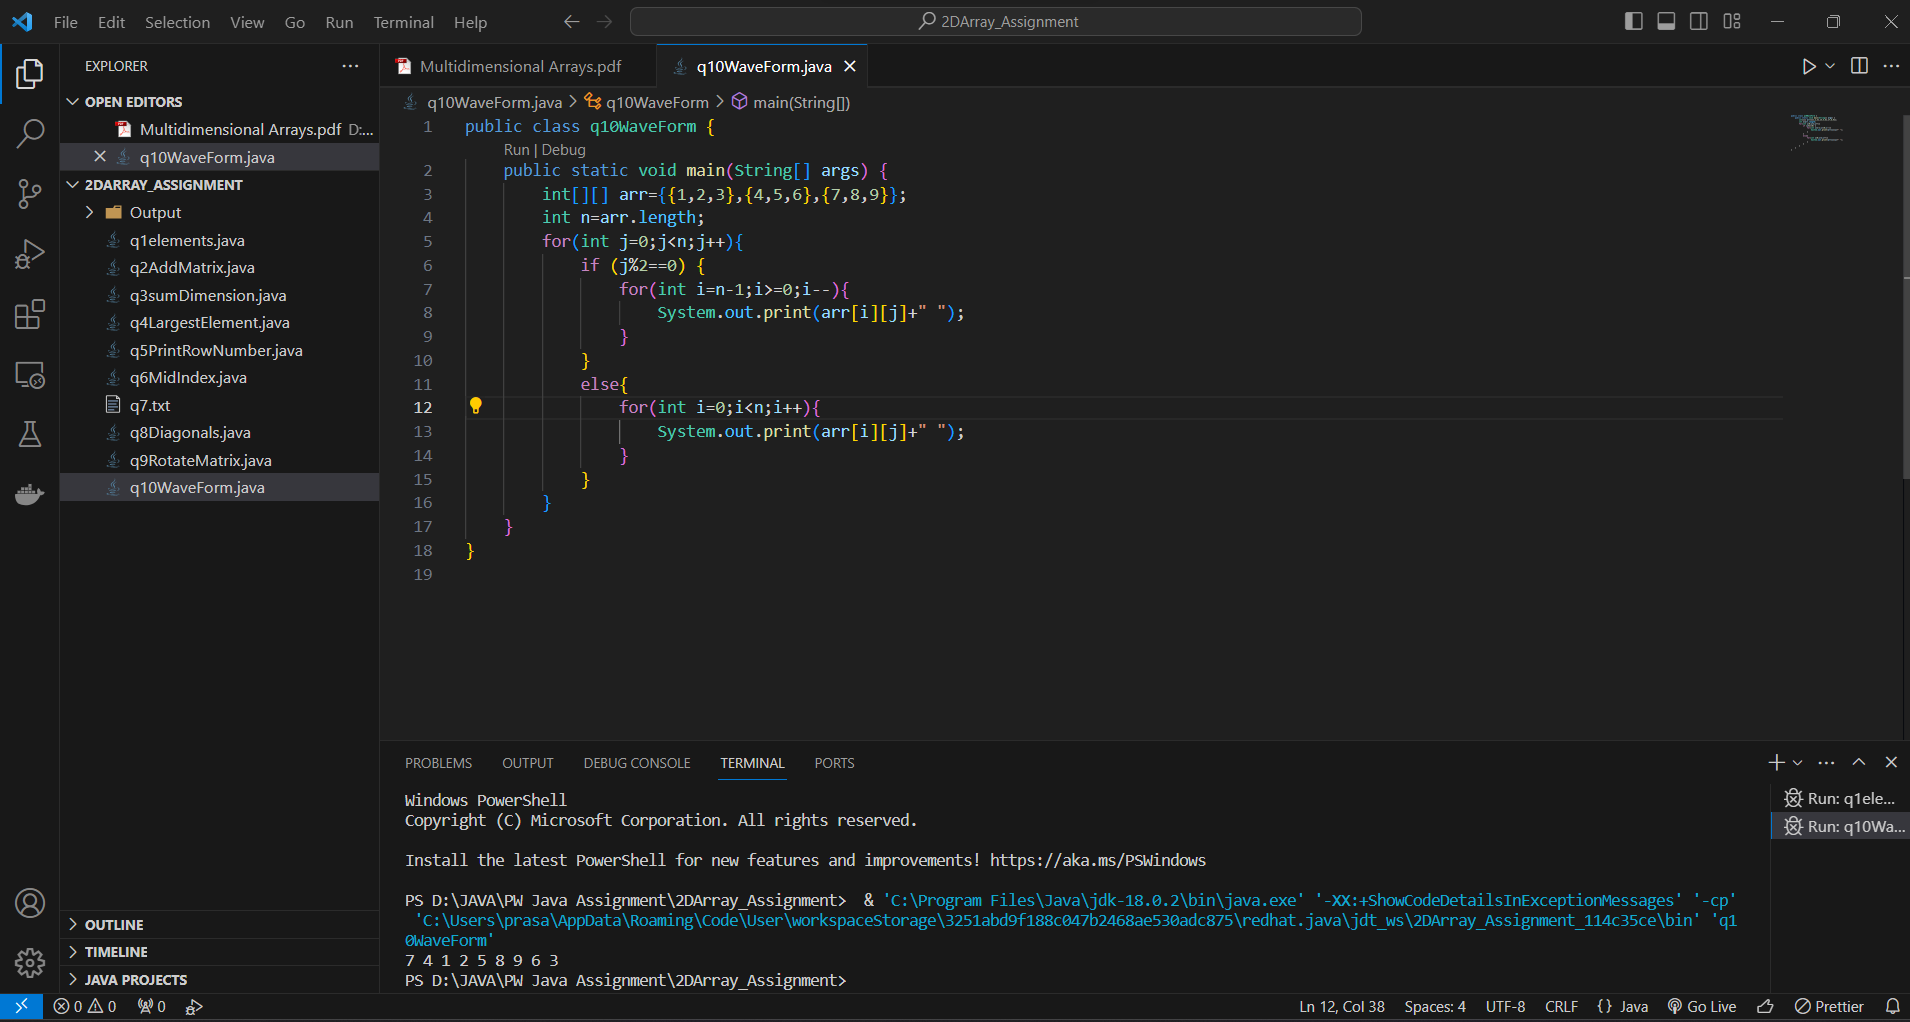 File Edit Selection View Go Run Terminal Help
2DArray_Assignment
EXPLORER
OPEN EDITORS
Multidimensional Arrays.pdf D:...
q10WaveForm.java
2DARRAY_ASSIGNMENT
Output
q1elements.java
q2AddMatrix.java
q3sumDimension.java
q4LargestElement.java
q5PrintRowNumber.java
q6MidIndex.java
q7.txt
q8Diagonals.java
q9RotateMatrix.java
q10WaveForm.java
OUTLINE
TIMELINE
JAVA PROJECTS
Multidimensional Arrays.pdf
q10WaveForm.java
q10WaveForm.java > q10WaveForm > main(String[])
1 public class q10WaveForm {
Run | Debug
2 public static void main(String[] args) {
3 int[][] arr={{1,2,3},{4,5,6},{7,8,9}};
4 int n=arr.length;
5 for(int j=0;j<n;j++){
6 if (j%2==0) {
7 for(int i=n-1;i>=0;i--){
8 System.out.print(arr[i][j]+" ");
9 }
10 }
11 else{
12 for(int i=0;i<n;i++){
13 System.out.print(arr[i][j]+" ");
14 }
15 }
16 }
17 }
18 }
19
PROBLEMS OUTPUT DEBUG CONSOLE TERMINAL PORTS
Windows PowerShell
Copyright (C) Microsoft Corporation. All rights reserved.
Install the latest PowerShell for new features and improvements! https://aka.ms/PSWindows
PS D:\JAVA\PW Java Assignment\2DArray_Assignment> & 'C:\Program Files\Java\jdk-18.0.2\bin\java.exe' '-XX:+ShowCodeDetailsInExceptionMessages' '-cp'
'C:\Users\prasa\AppData\Roaming\Code\User\workspaceStorage\3251abd9f188c047b2468ae530adc875\redhat.java\jdt_ws\2DArray_Assignment_114c35ce\bin' 'q1
0WaveForm'
7 4 1 2 5 8 9 6 3
PS D:\JAVA\PW Java Assignment\2DArray_Assignment>
Run: q1ele...
Run: q10Wa...
0 0 0
Ln 12, Col 38 Spaces: 4 UTF-8 CRLF {} Java Go Live Prettier